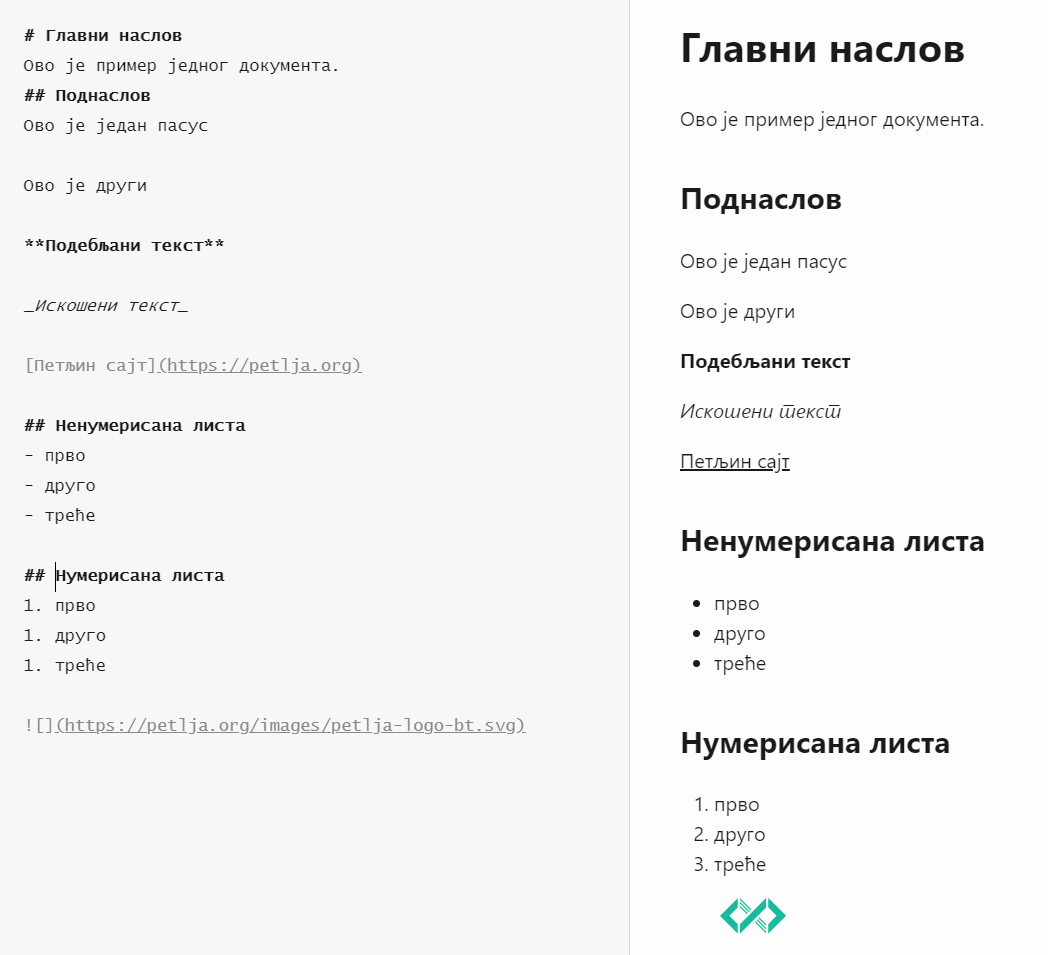 # Главни наслов
Ово је пример једног документа.
## Поднаслов
Ово је један пасус
Ово је други
**Подебљани текст**
_Искошени текст_
[Петљин сајт](https://petlja.org)
## Ненумерисана листа
- прво
- друго
- треће
## Нумерисана листа
1. прво
1. друго
1. треће
![](https://petlja.org/images/petlja-logo-bt.svg)
Главни наслов
Ово је пример једног документа.
Поднаслов
Ово је један пасус
Ово је други
Подебљани текст
Искошени текст
Петљин сајт
Ненумерисана листа
• прво
• друго
• треће
Нумерисана листа
1. прво
2. друго
3. треће